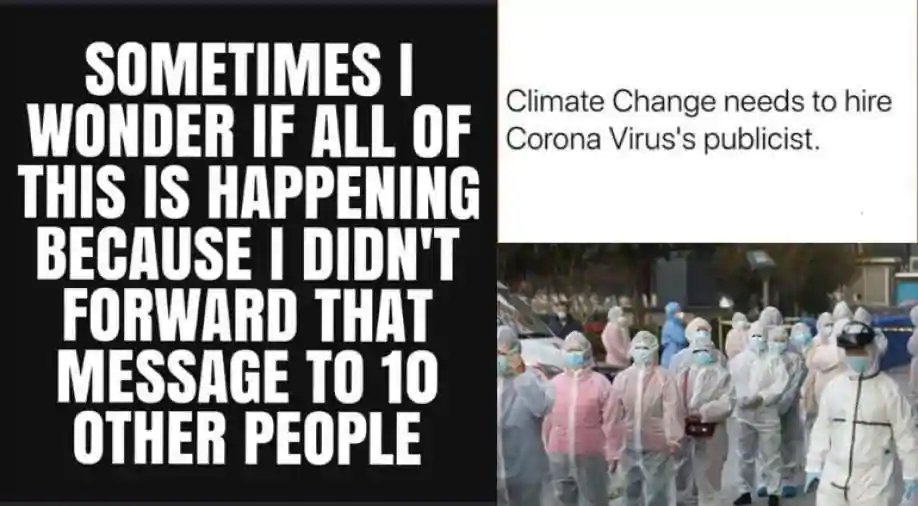 SOMETIMES I
WONDER IF ALL OF
THIS IS HAPPENING
BECAUSE I DIDN'T
FORWARD THAT
MESSAGE TO 10
OTHER PEOPLE
Climate Change needs to hire
Corona Virus's publicist.